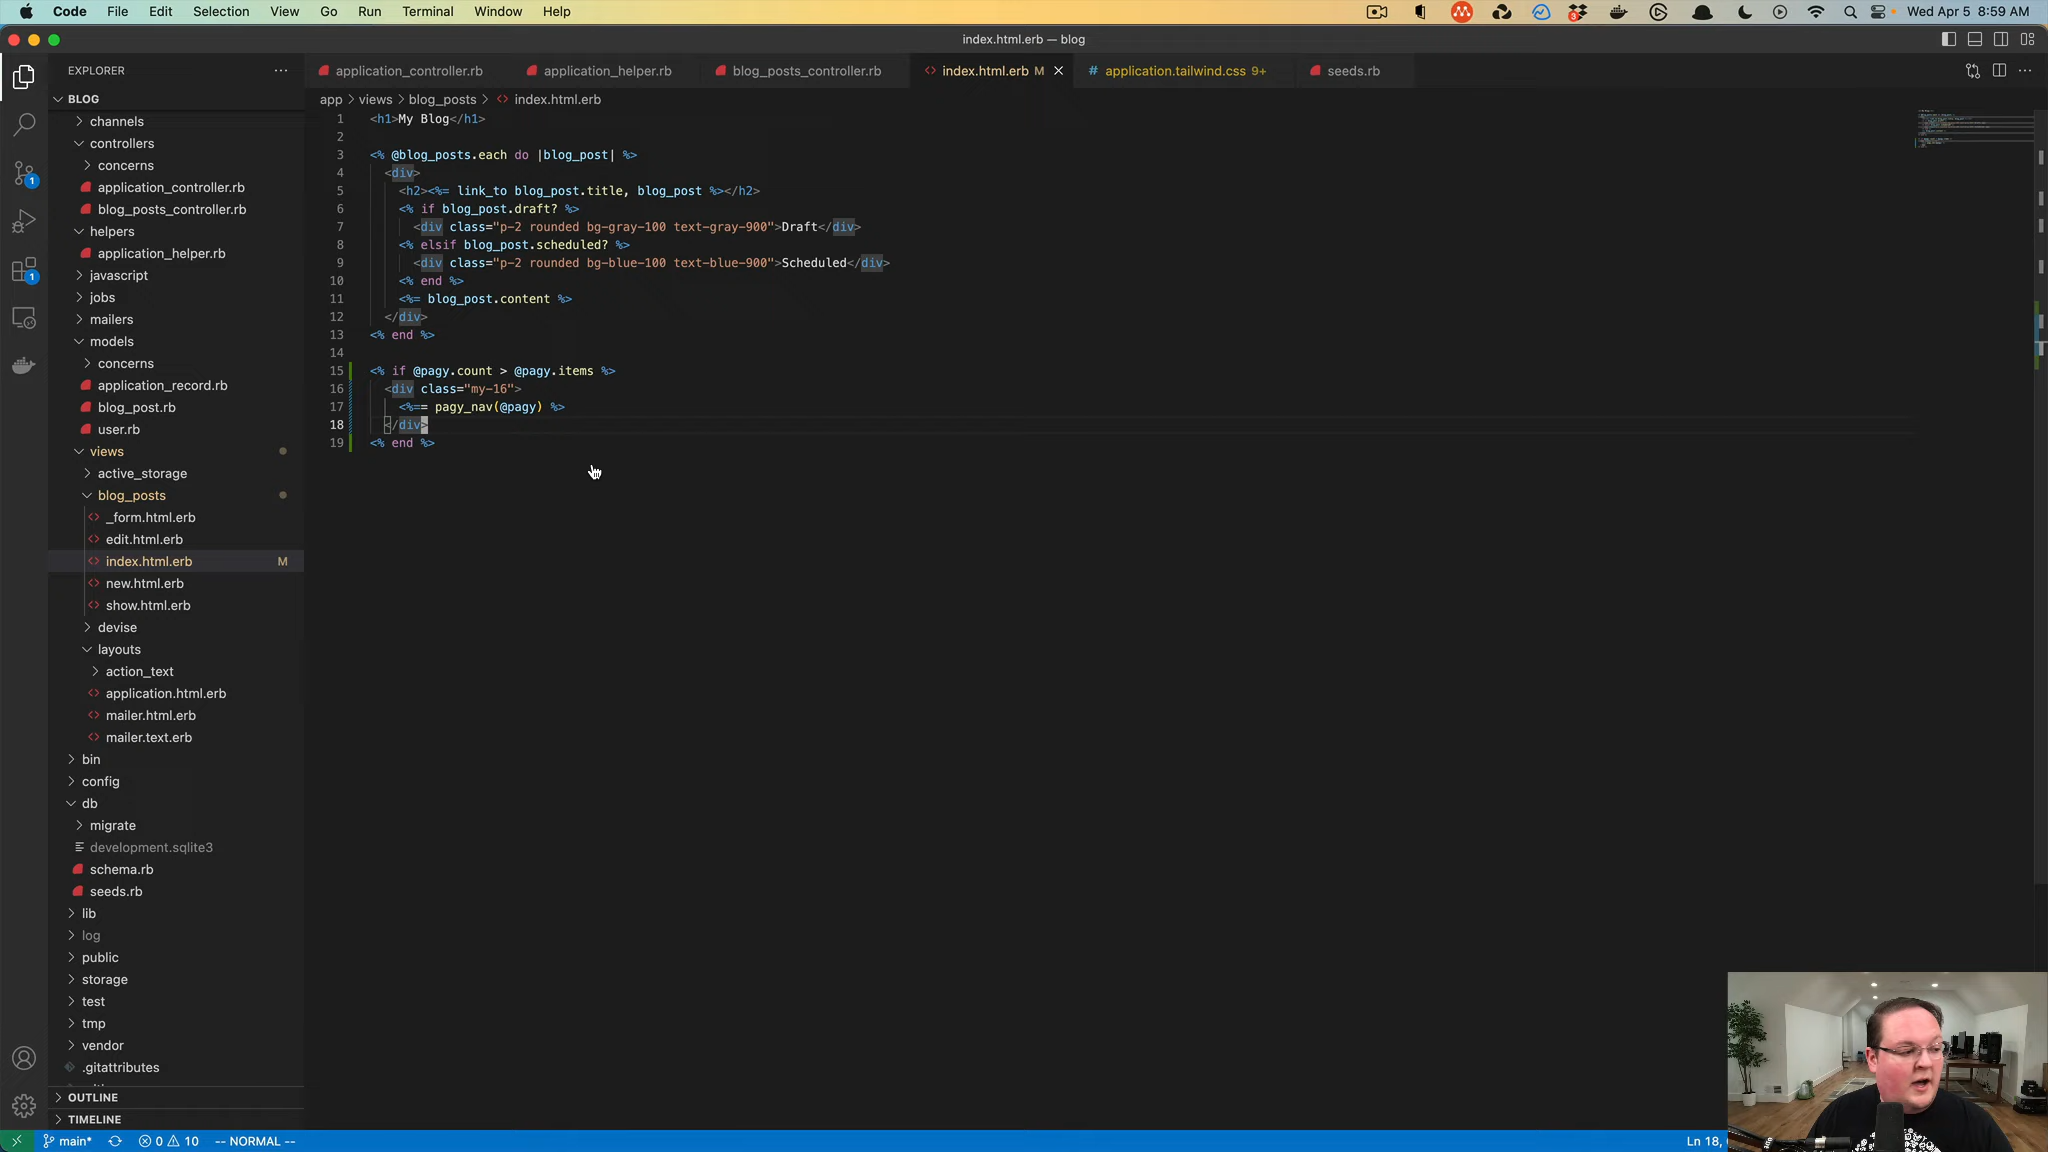 Code File Edit Selection View Go Run Terminal Window Help
3
Wed Apr 5 8:59 AM
index.html.erb — blog
EXPLORER
application_controller.rb
application_helper.rb
blog_posts_controller.rb
index.html.erb M
application.tailwind.css 9+
seeds.rb
BLOG
app > views > blog_posts > index.html.erb
channels
controllers
concerns
application_controller.rb
blog_posts_controller.rb
helpers
application_helper.rb
javascript
jobs
mailers
models
concerns
application_record.rb
blog_post.rb
user.rb
views
active_storage
blog_posts
_form.html.erb
edit.html.erb
index.html.erb M
new.html.erb
show.html.erb
devise
layouts
action_text
application.html.erb
mailer.html.erb
mailer.text.erb
bin
config
db
migrate
development.sqlite3
schema.rb
seeds.rb
lib
log
public
storage
test
tmp
vendor
.gitattributes
OUTLINE
TIMELINE
1
1
1 <h1>My Blog</h1>
2
3 <% @blog_posts.each do |blog_post| %>
4 <div>
5 <h2><%= link_to blog_post.title, blog_post %></h2>
6 <% if blog_post.draft? %>
7 <div class="p-2 rounded bg-gray-100 text-gray-900">Draft</div>
8 <% elsif blog_post.scheduled? %>
9 <div class="p-2 rounded bg-blue-100 text-blue-900">Scheduled</div>
10 <% end %>
11 <%= blog_post.content %>
12 </div>
13 <% end %>
14
15 <% if @pagy.count > @pagy.items %>
16 <div class="my-16">
17 <%== pagy_nav(@pagy) %>
18 </div>
19 <% end %>
main* 0 10 -- NORMAL --
Ln 18,